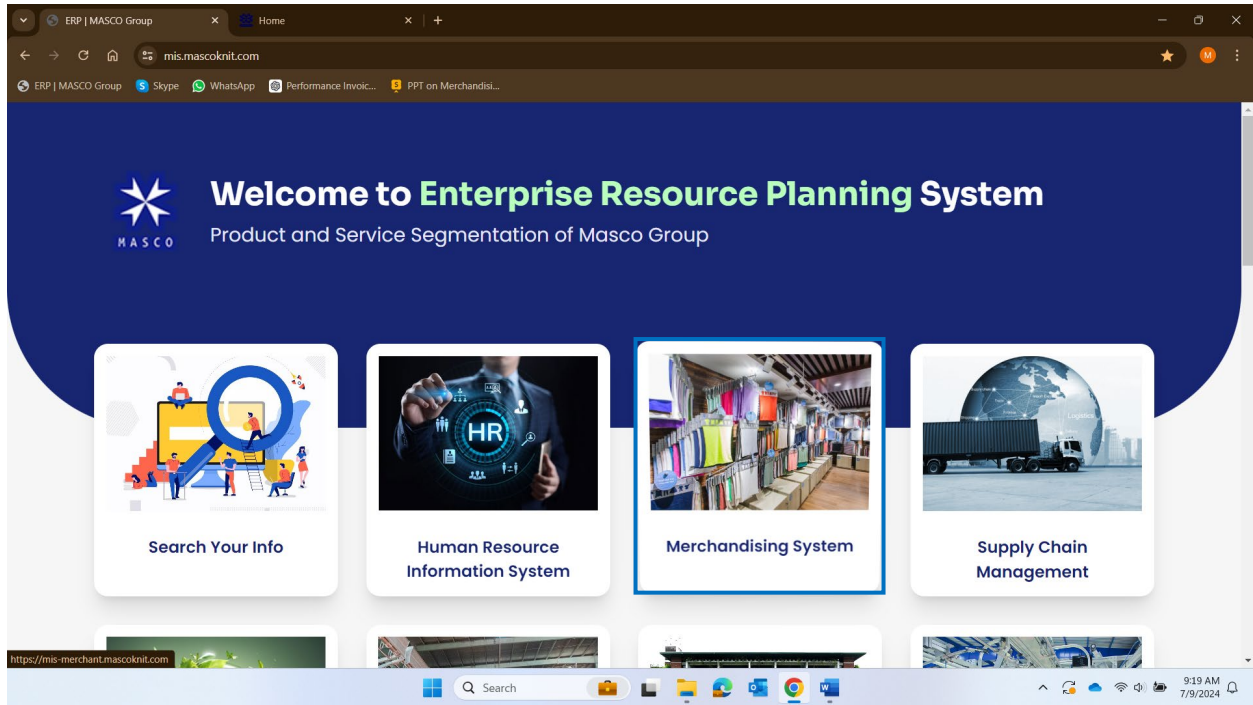 ERP | MASCO Group
Home
mis.mascoknit.com
M
ERP | MASCO Group
Skype
WhatsApp
Performance Invoic...
PPT on Merchandisi...
MASCO
Welcome to Enterprise Resource Planning System
Product and Service Segmentation of Masco Group
HR
Logistics
Search Your Info
Human Resource
Information System
Merchandising System
Supply Chain
Management
https://mis-merchant.mascoknit.com
Search
9:19 AM
7/9/2024